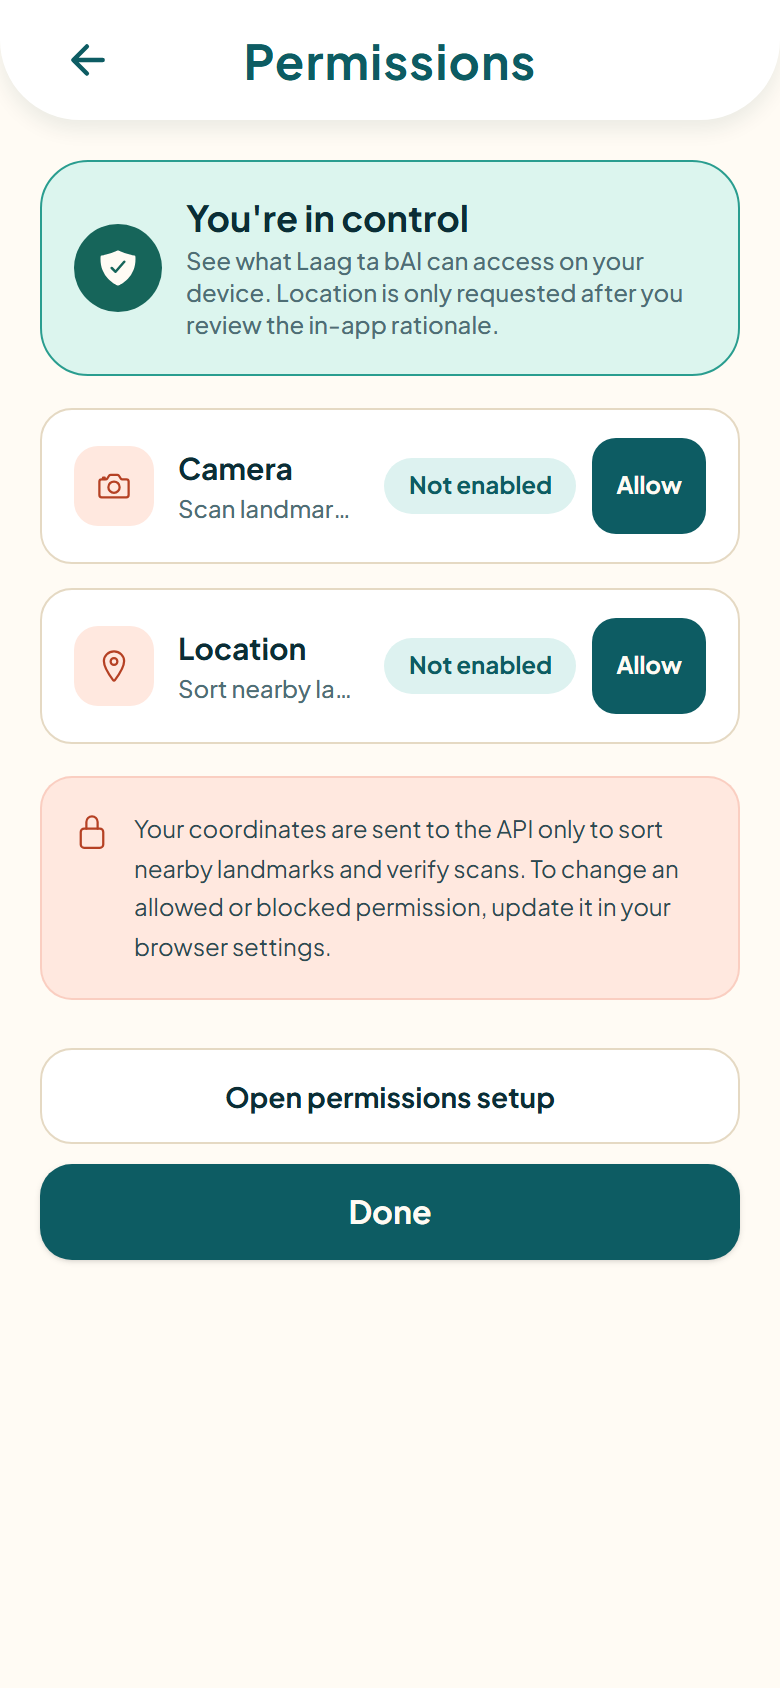 Permissions
You're in control
See what Laag ta bAI can access on your
device. Location is only requested after you
review the in-app rationale.
Camera
Scan landmar...
Not enabled
Allow
Location
Sort nearby la...
Not enabled
Allow
Your coordinates are sent to the API only to sort
nearby landmarks and verify scans. To change an
allowed or blocked permission, update it in your
browser settings.
Open permissions setup
Done